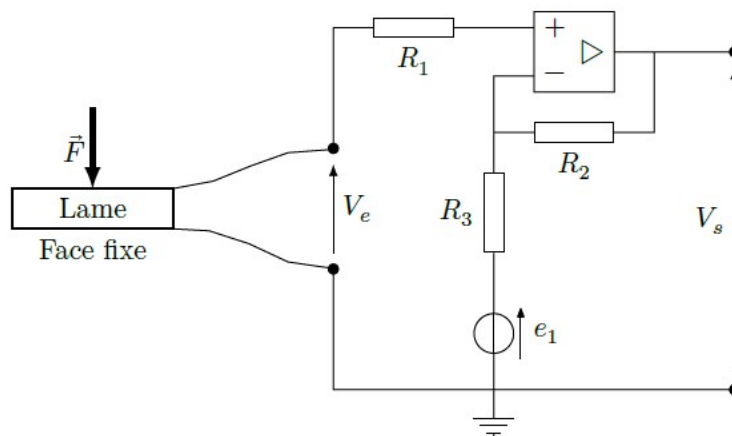 +
R₁
−
▷
F⃗
R₂
Lame
Vₑ
R₃
Vₛ
Face fixe
e₁